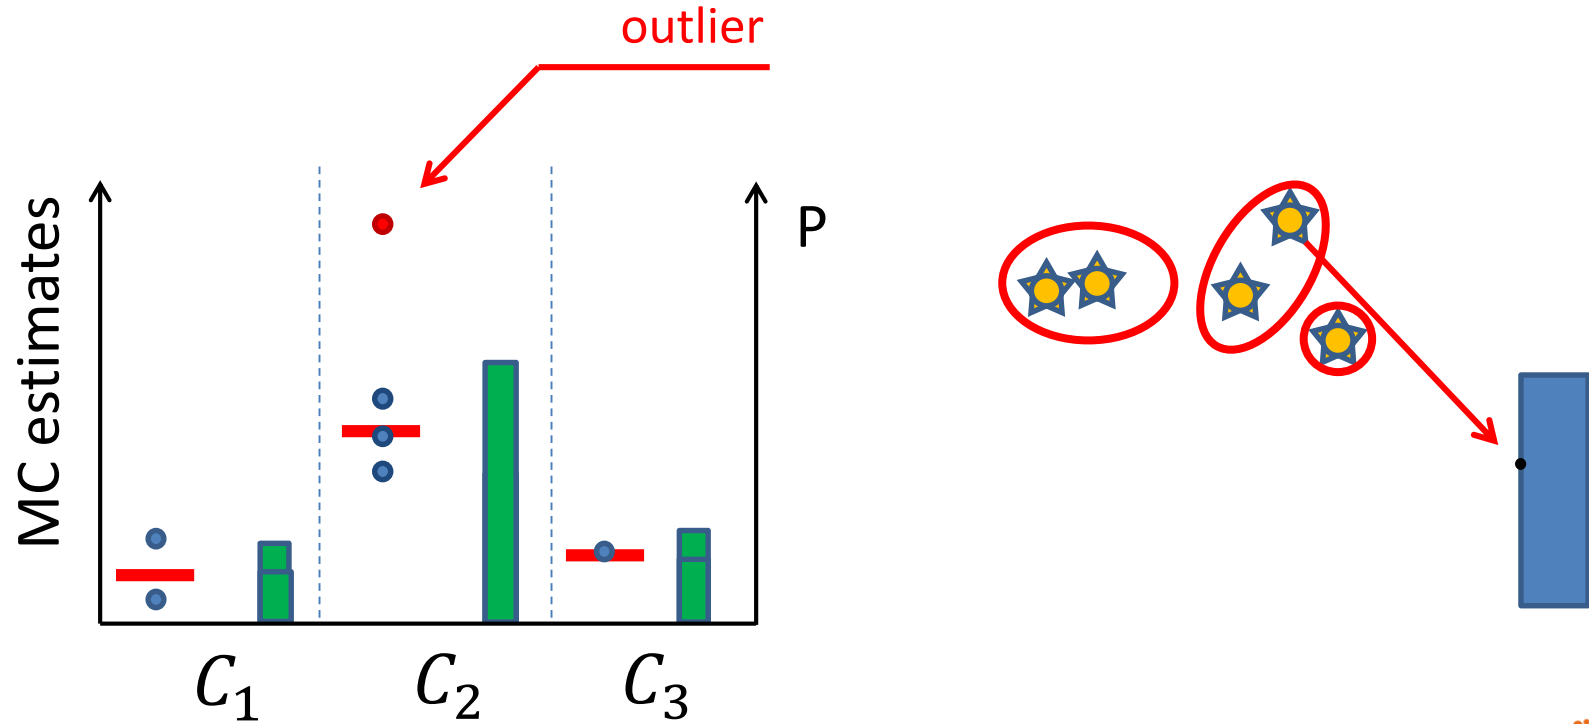 outlier
MC estimates
P
C₁
C₂
C₃